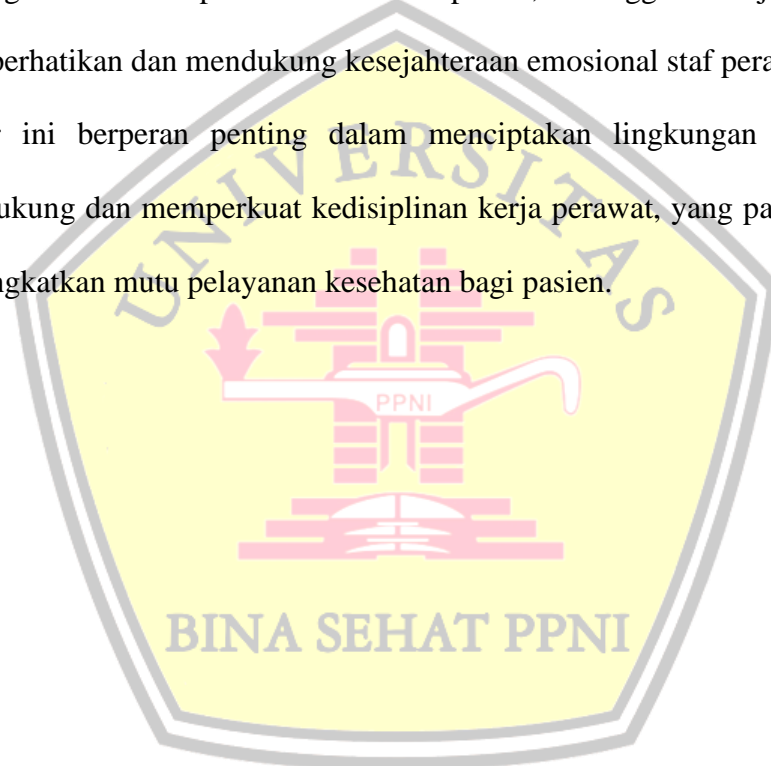 perhatikan dan mendukung kesejahteraan emosional staf pera
ini berperan penting dalam menciptakan lingkungan
ukung dan memperkuat kedisiplinan kerja perawat, yang pa
ngkatkan mutu pelayanan kesehatan bagi pasien.
UNIVERSITAS
PPNI
BINA SEHAT PPNI